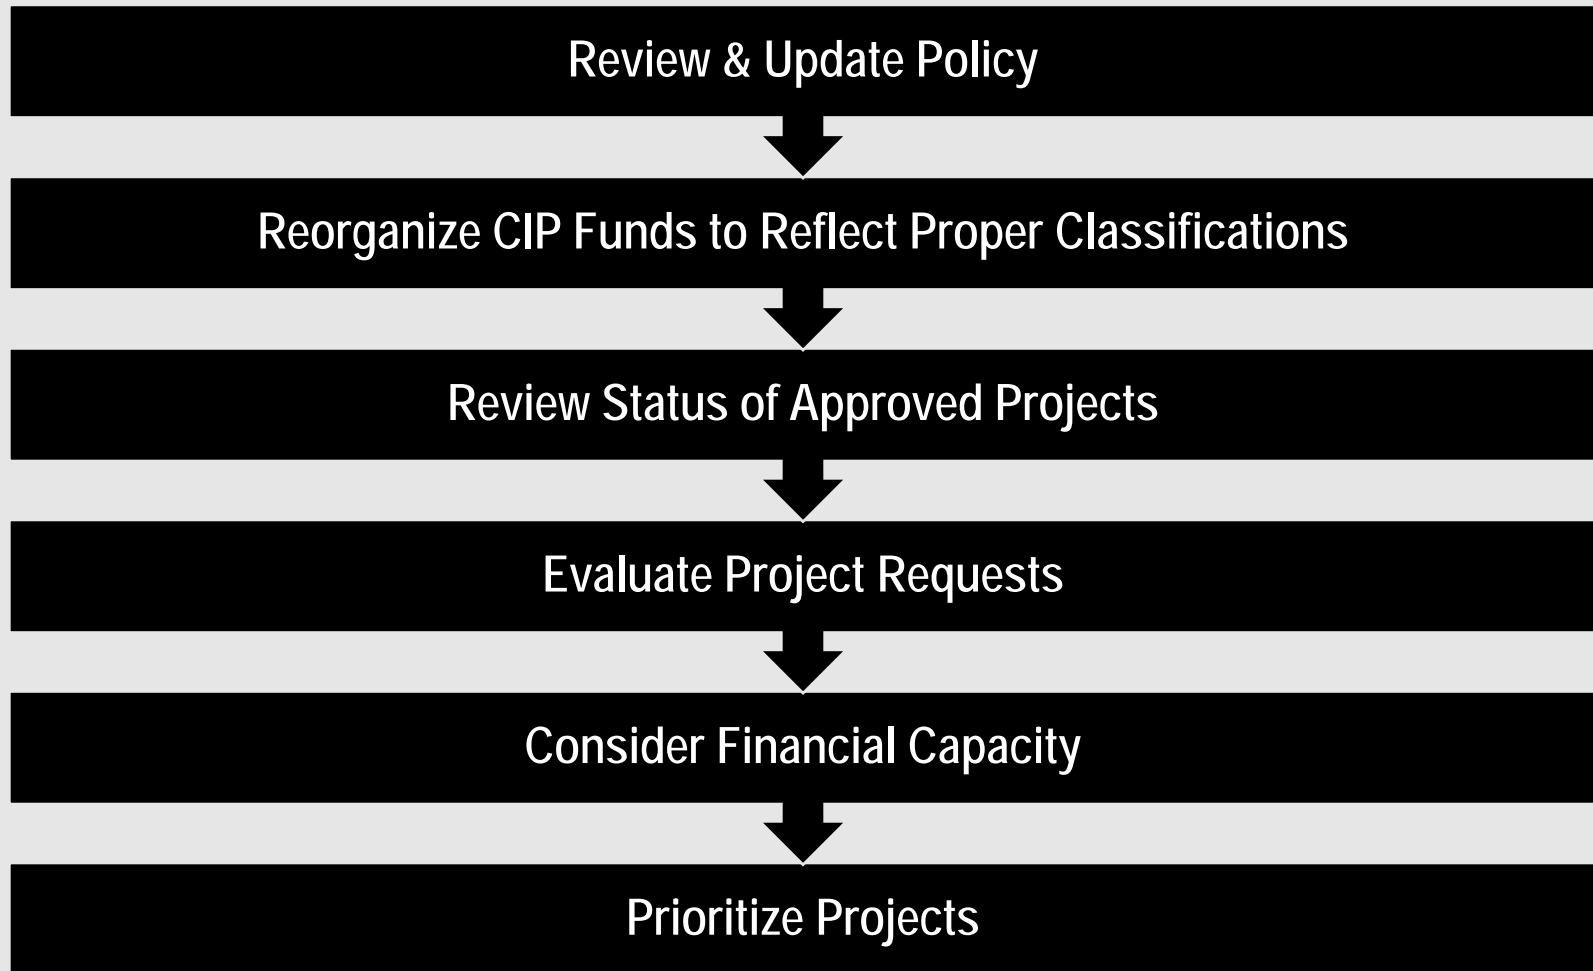 Review & Update Policy
Reorganize CIP Funds to Reflect Proper Classifications
Review Status of Approved Projects
Evaluate Project Requests
Consider Financial Capacity
Prioritize Projects